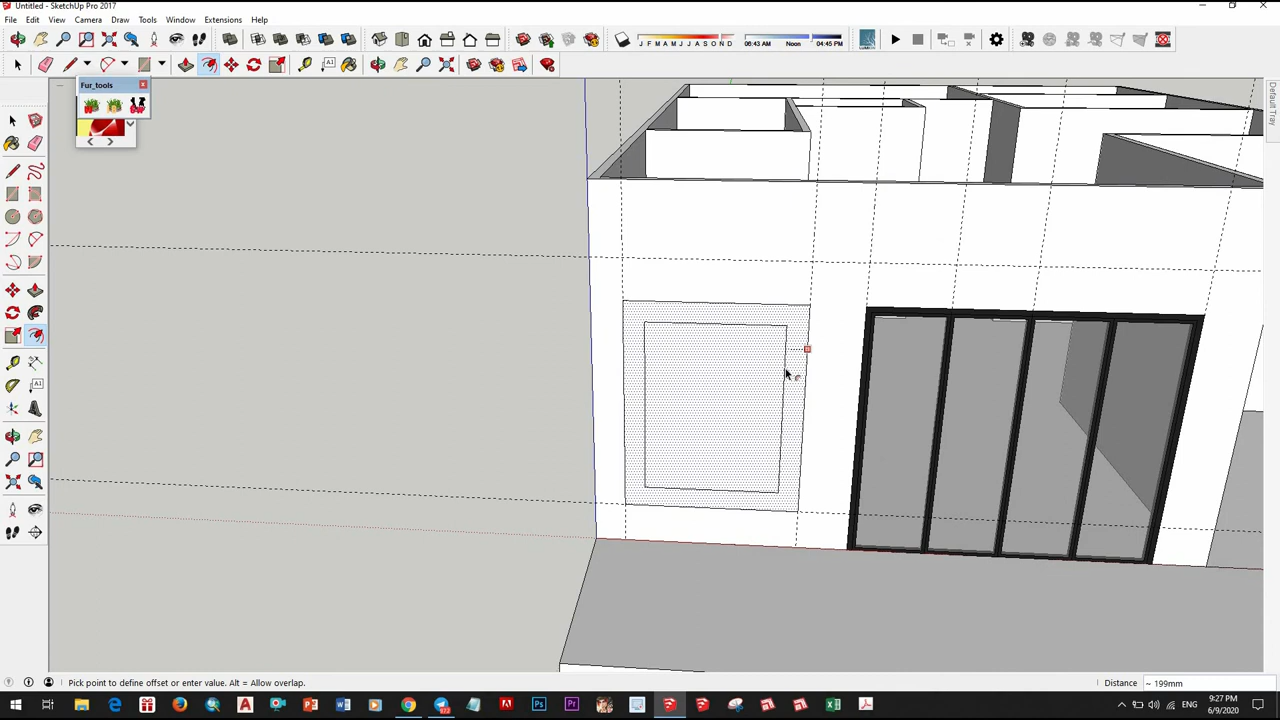 Untitled - SketchUp Pro 2017
File Edit View Camera Draw Tools Window Extensions Help
J F M A M J J A S O N D
06:43 AM Noon 04:45 PM
Fur_tools
Default Tray
Pick point to define offset or enter value. Alt = Allow overlap.
Distance ~ 199mm
9:27 PM
6/9/2020